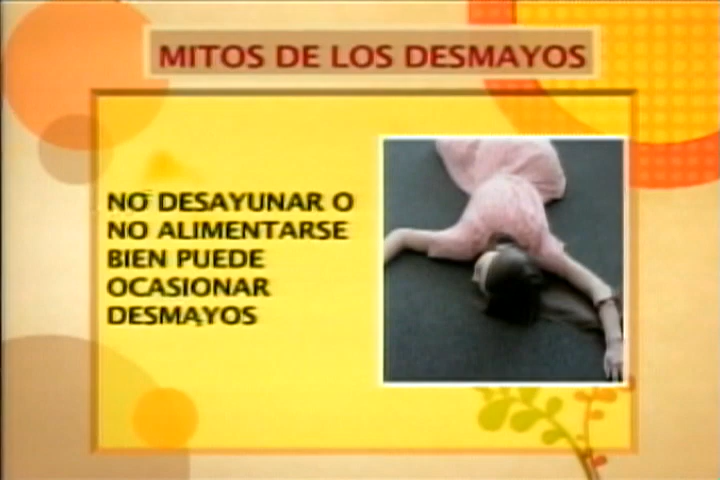 MITOS DE LOS DESMAYOS
NO DESAYUNAR O
NO ALIMENTARSE
BIEN PUEDE
OCASIONAR
DESMAYOS